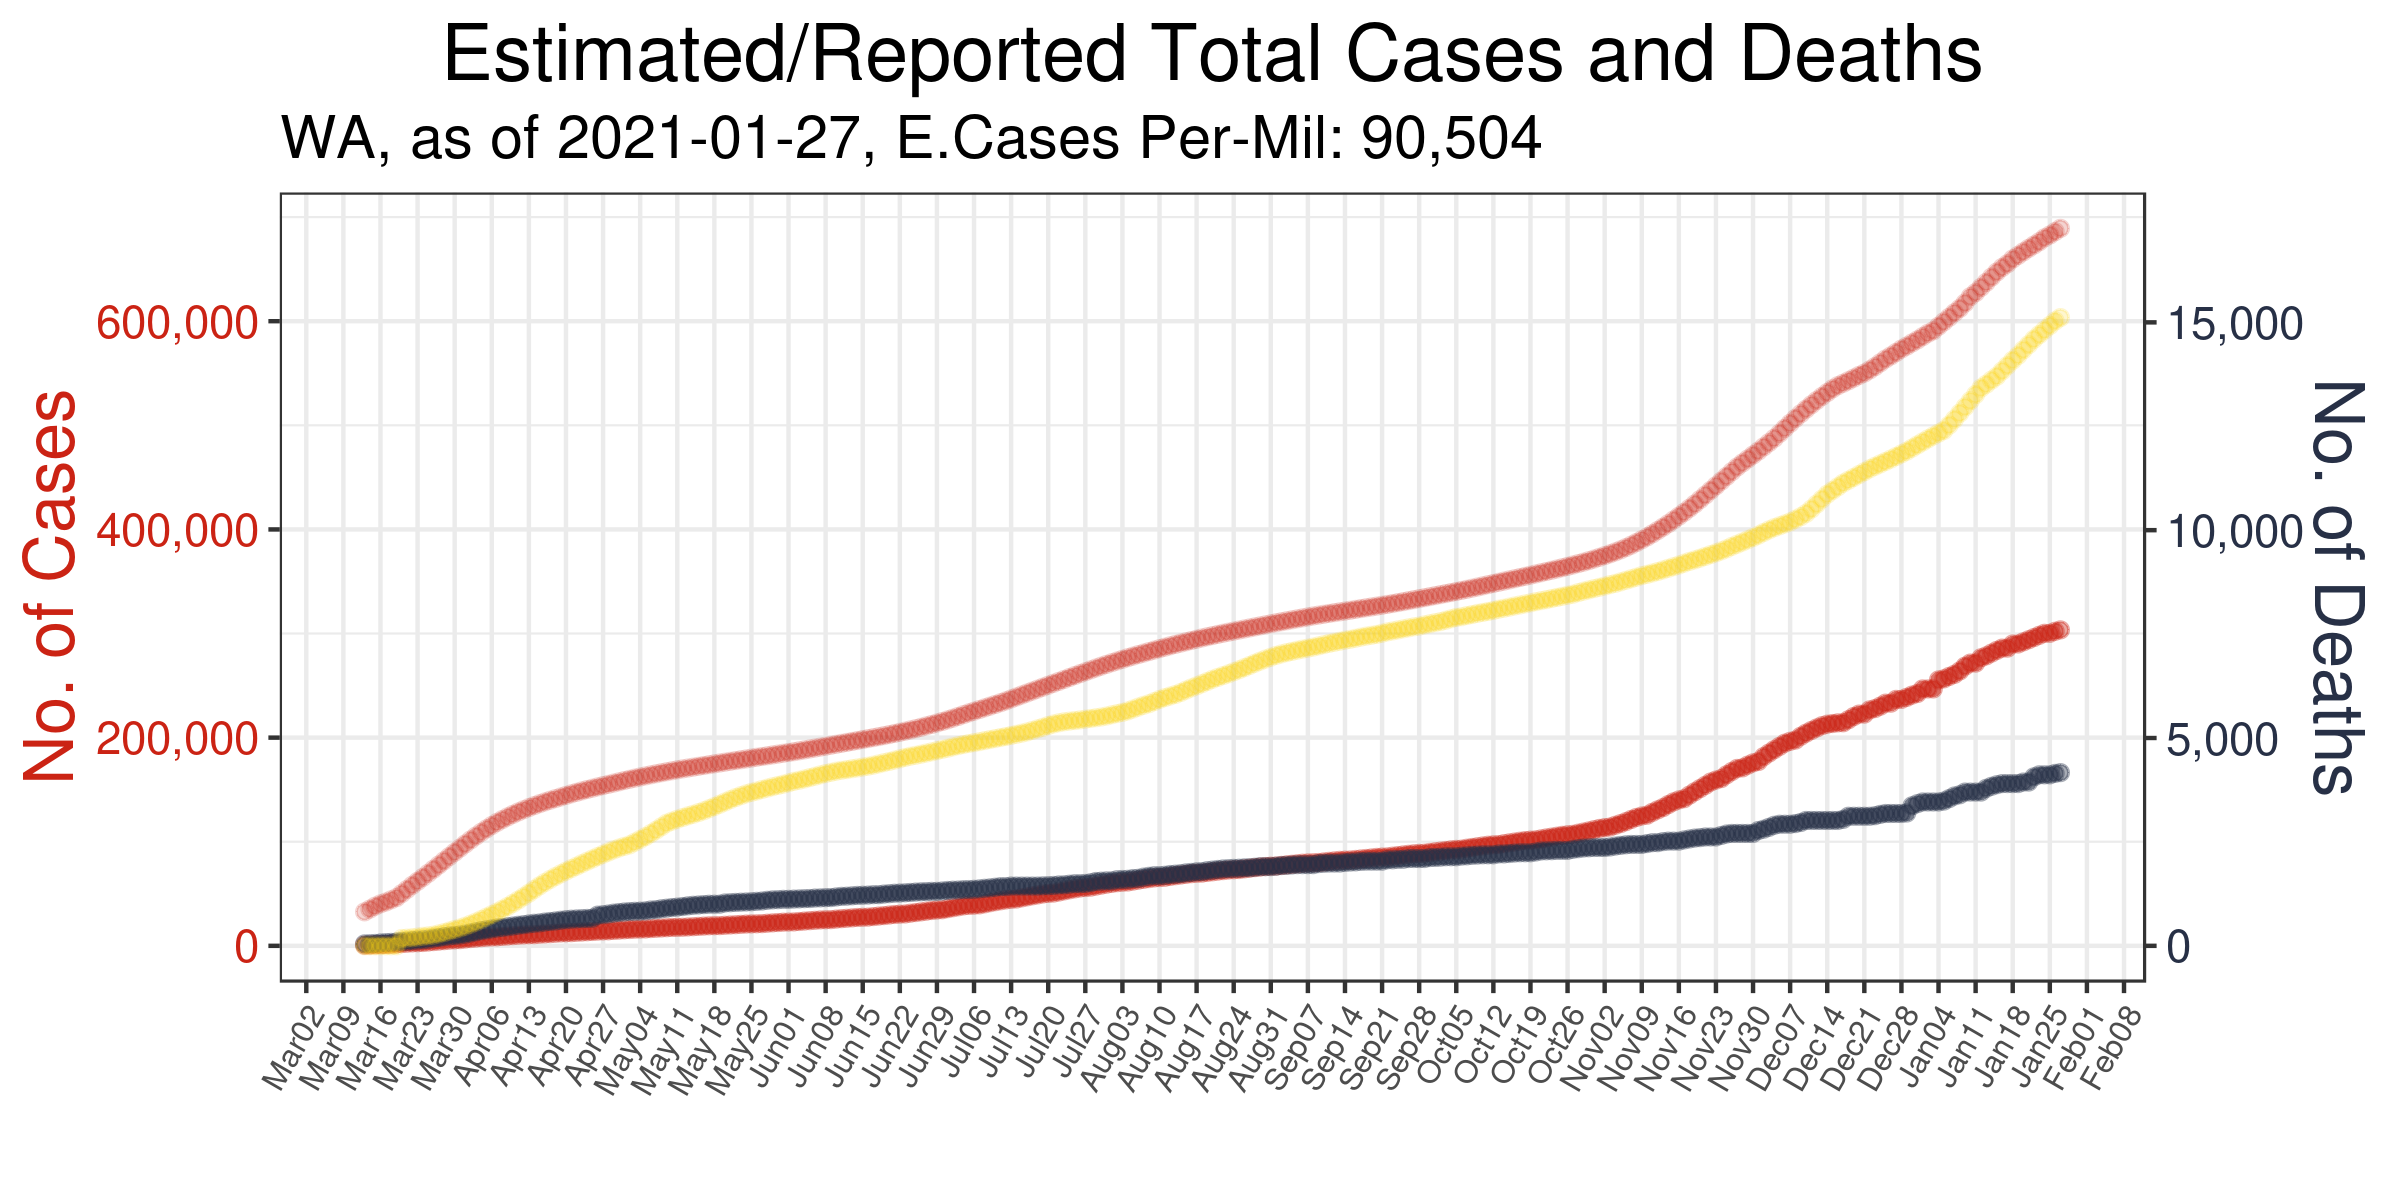 Estimated/Reported Total Cases and Deaths
WA, as of 2021-01-27, E.Cases Per-Mil: 90,504
No. of Cases
600,000
400,000
200,000
0
15,000
10,000
5,000
0
No. of Deaths
Mar02
Mar09
Mar16
Mar23
Mar30
Apr06
Apr13
Apr20
Apr27
May04
May11
May18
May25
Jun01
Jun08
Jun15
Jun22
Jun29
Jul06
Jul13
Jul20
Jul27
Aug03
Aug10
Aug17
Aug24
Aug31
Sep07
Sep14
Sep21
Sep28
Oct05
Oct12
Oct19
Oct26
Nov02
Nov09
Nov16
Nov23
Nov30
Dec07
Dec14
Dec21
Dec28
Jan04
Jan11
Jan18
Jan25
Feb01
Feb08